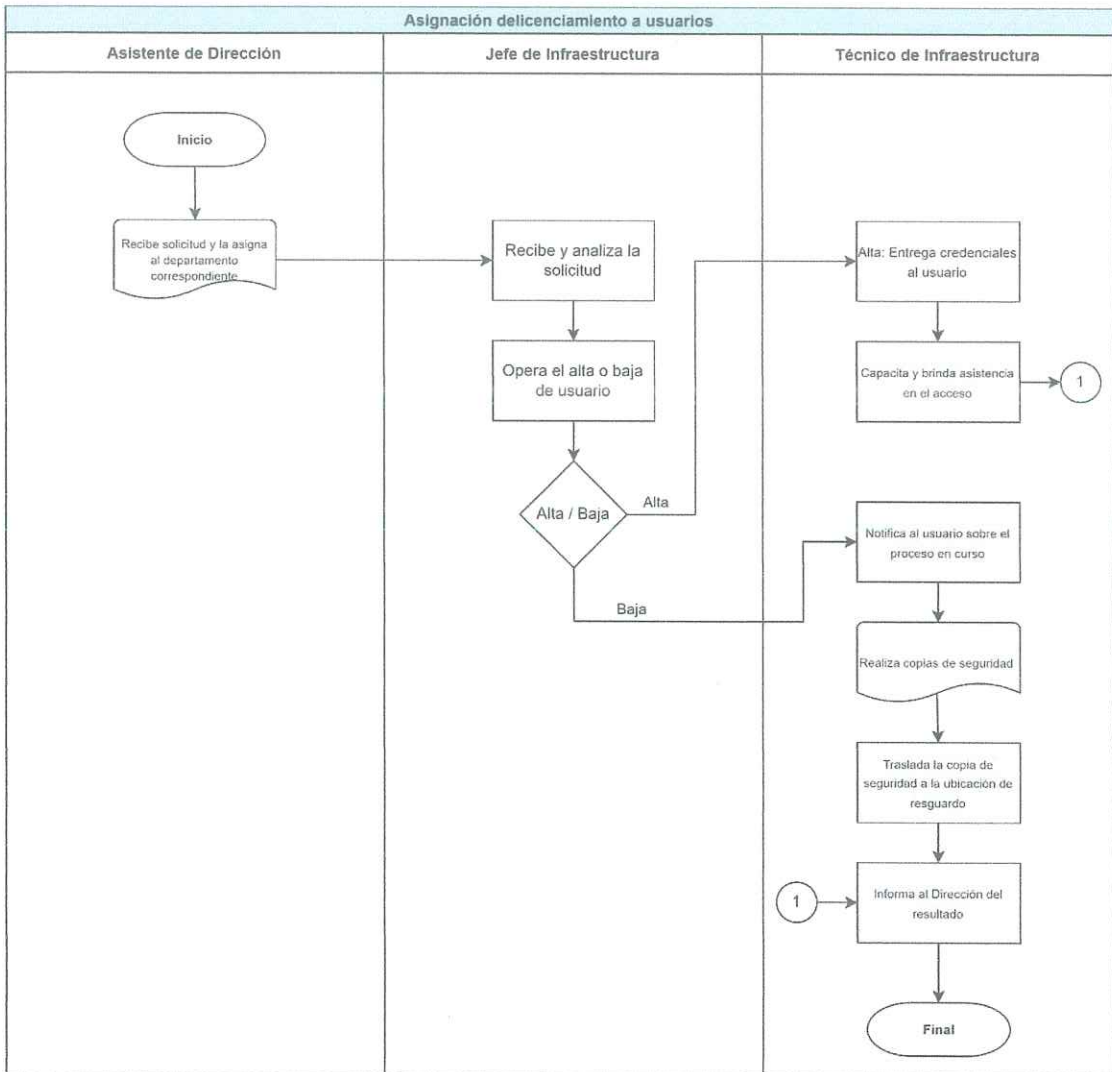 Asignación delicenciamiento a usuarios
Asistente de Dirección
Jefe de Infraestructura
Técnico de Infraestructura
Inicio
Recibe solicitud y la asigna
al departamento
correspondiente
Recibe y analiza la
solicitud
Alta: Entrega credenciales
al usuario
Opera el alta o baja
de usuario
Capacita y brinda asistencia
en el acceso
1
Alta / Baja
Alta
Baja
Notifica al usuario sobre el
proceso en curso
Realiza copias de seguridad
Traslada la copia de
seguridad a la ubicación de
resguardo
1
Informa al Dirección del
resultado
Final